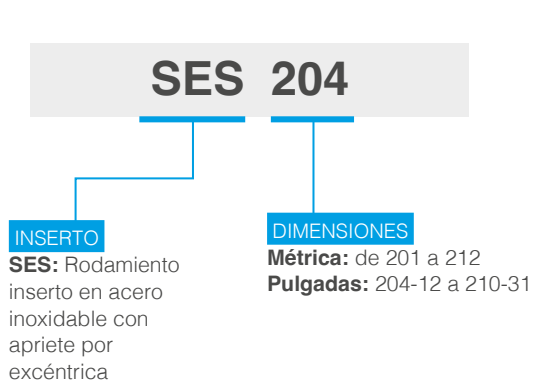 SES 204
INSERTO
SES: Rodamiento
inserto en acero
inoxidable con
apriete por
excéntrica
DIMENSIONES
Métrica: de 201 a 212
Pulgadas: 204-12 a 210-31